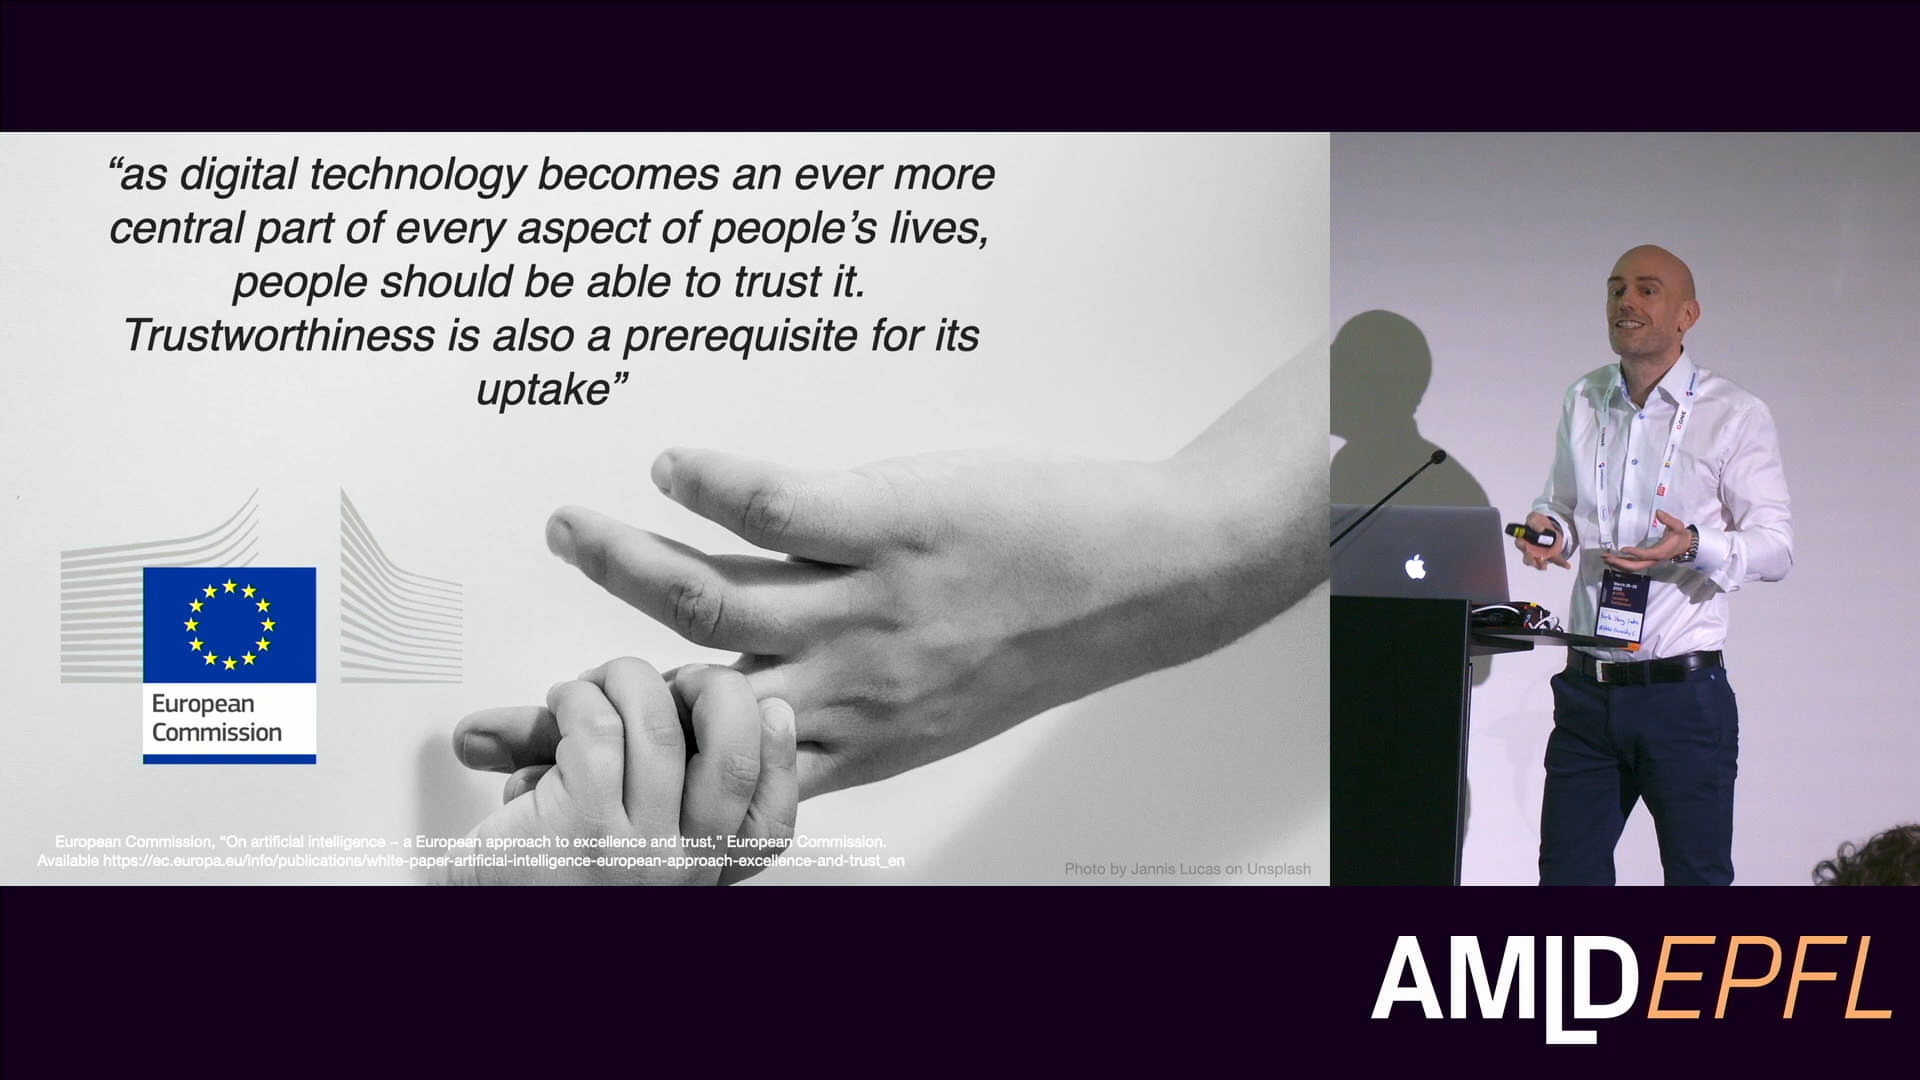 “as digital technology becomes an ever more
central part of every aspect of people’s lives,
people should be able to trust it.
Trustworthiness is also a prerequisite for its
uptake”
European
Commission
European Commission, “On artificial intelligence – a European approach to excellence and trust,” European Commission.
Available https://ec.europa.eu/info/publications/white-paper-artificial-intelligence-european-approach-excellence-and-trust_en
Photo by Jannis Lucas on Unsplash
AMLDEPFL